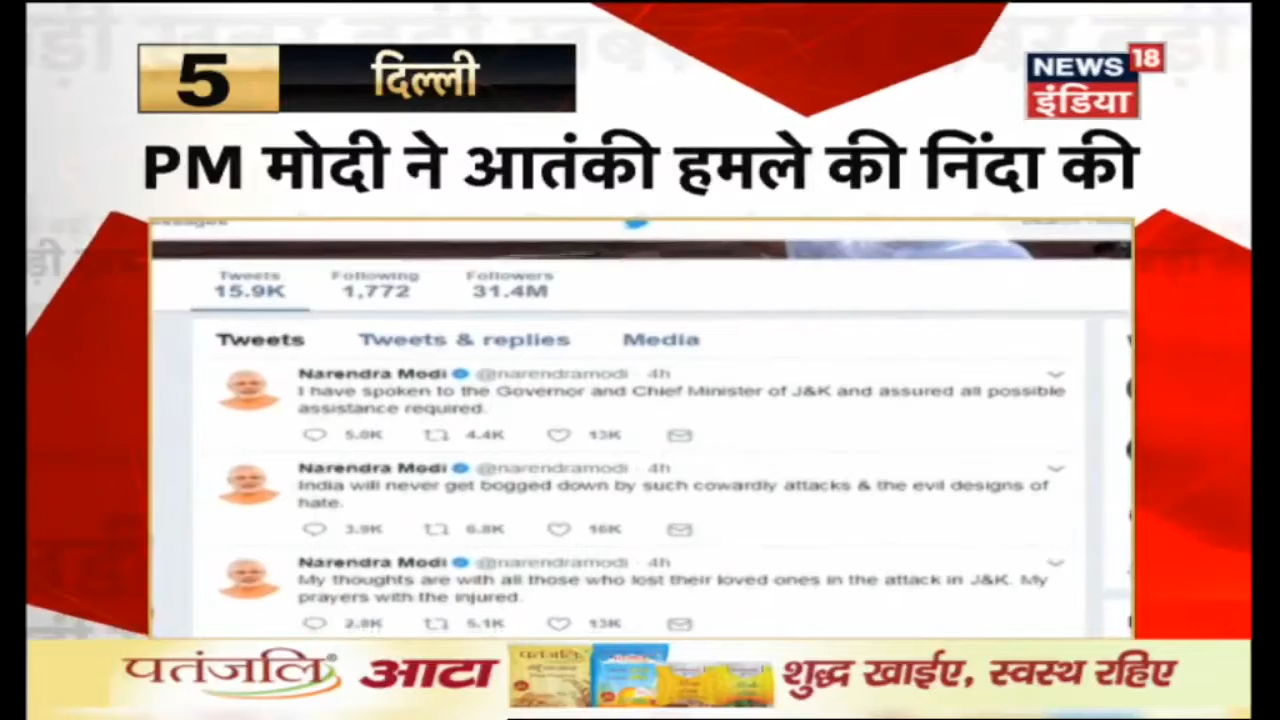 5 दिल्ली
NEWS 18
इंडिया
PM मोदी ने आतंकी हमले की निंदा की
Tweets Following Followers
15.9K 1,772 31.4M
Tweets Tweets & replies Media
Narendra Modi @narendramodi · 4h
I have spoken to the Governor and Chief Minister of J&K and assured all possible
assistance required.
5.0K 4.4K 13K
Narendra Modi @narendramodi · 4h
India will never get bogged down by such cowardly attacks & the evil designs of
hate.
3.9K 6.8K 16K
Narendra Modi @narendramodi · 4h
My thoughts are with all those who lost their loved ones in the attack in J&K. My
prayers with the injured.
2.9K 5.1K 13K
पतंजलि® आटा शुद्ध खाईए, स्वस्थ रहिए